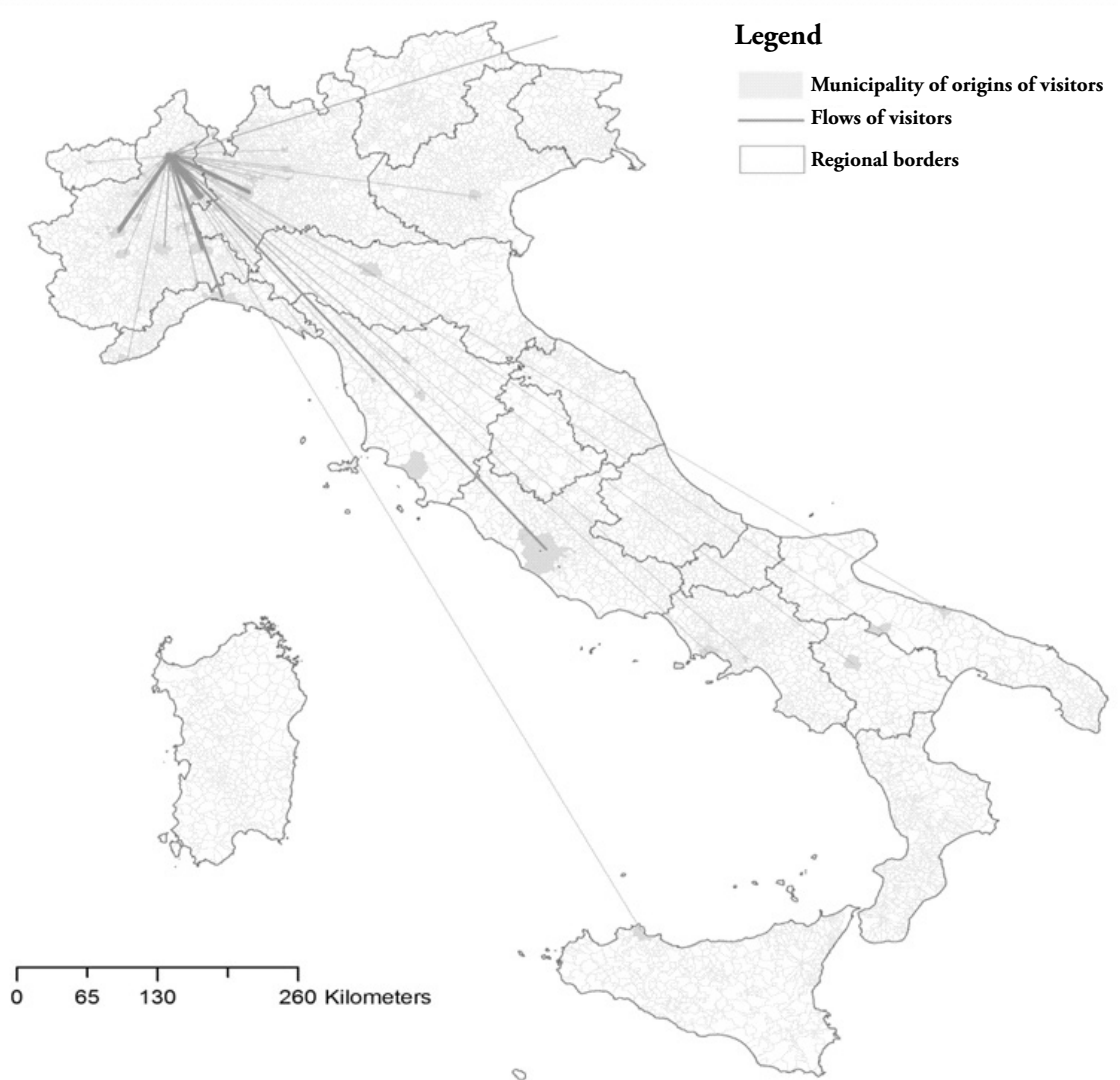 Legend
Municipality of origins of visitors
Flows of visitors
Regional borders
0 65 130 260 Kilometers